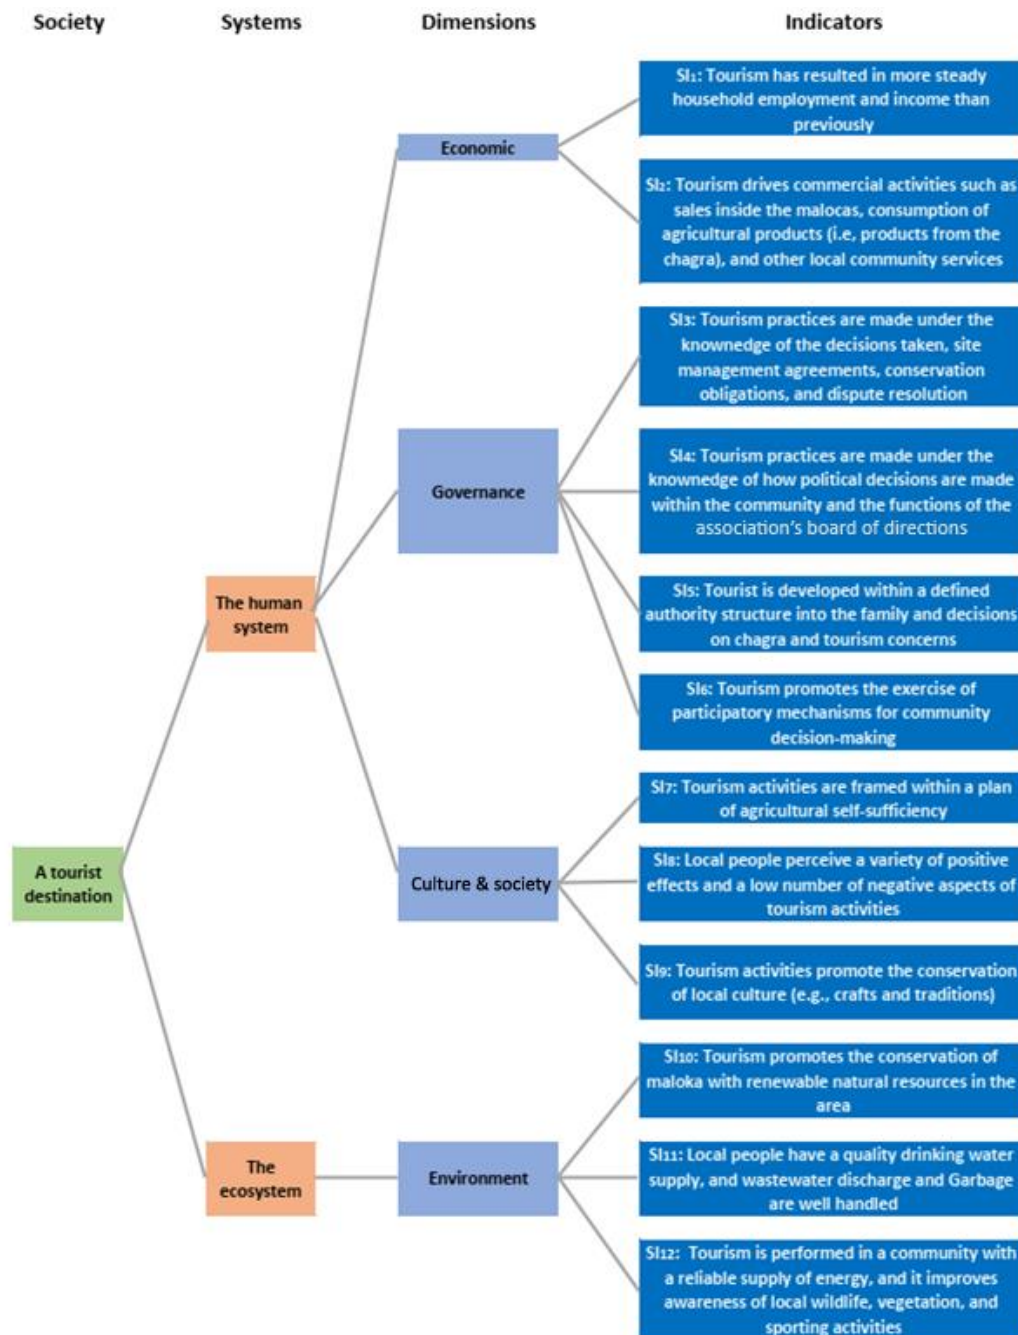 Society
Systems
Dimensions
Indicators
SI1: Tourism has resulted in more steady
household employment and income than
previously
Economic
SI2: Tourism drives commercial activities such as
sales inside the malocas, consumption of
agricultural products (i.e, products from the
chagra), and other local community services
SI3: Tourism practices are made under the
knownedge of the decisions taken, site
management agreements, conservation
obligations, and dispute resolution
Governance
SI4: Tourism practices are made under the
knownedge of how political decisions are made
within the community and the functions of the
association's board of directions
The human
system
SI5: Tourist is developed within a defined
authority structure into the family and decisions
on chagra and tourism concerns
SI6: Tourism promotes the exercise of
participatory mechanisms for community
decision-making
SI7: Tourism activities are framed within a plan
of agricultural self-sufficiency
A tourist
destination
Culture & society
SI8: Local people perceive a variety of positive
effects and a low number of negative aspects of
tourism activities
SI9: Tourism activities promote the conservation
of local culture (e.g., crafts and traditions)
SI10: Tourism promotes the conservation of
maloka with renewable natural resources in the
area
The
ecosystem
Environment
SI11: Local people have a quality drinking water
supply, and wastewater discharge and Garbage
are well handled
SI12: Tourism is performed in a community with
a reliable supply of energy, and it improves
awareness of local wildlife, vegetation, and
sporting activities